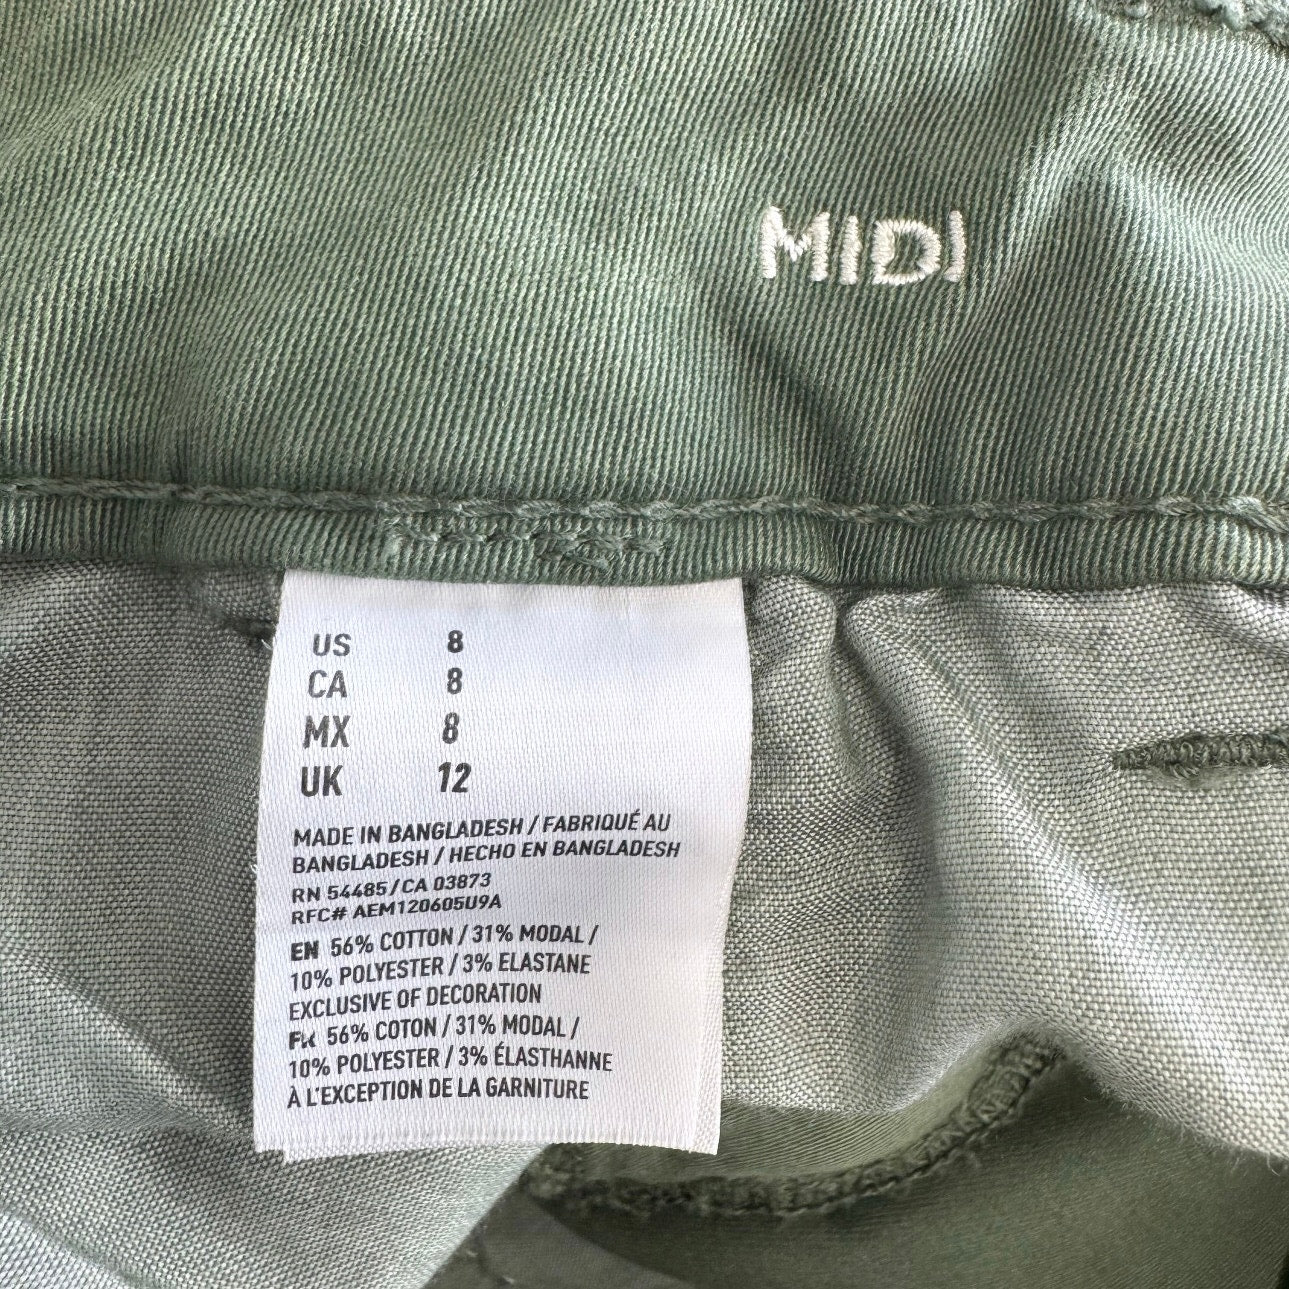 MIDI
US 8
CA 8
MX 8
UK 12
MADE IN BANGLADESH / FABRIQUÉ AU
BANGLADESH / HECHO EN BANGLADESH
RN 54485 / CA 03873
RFC# AEM120605U9A
EN 56% COTTON / 31% MODAL /
10% POLYESTER / 3% ELASTANE
EXCLUSIVE OF DECORATION
FR 56% COTON / 31% MODAL /
10% POLYESTER / 3% ÉLASTHANNE
À L'EXCEPTION DE LA GARNITURE